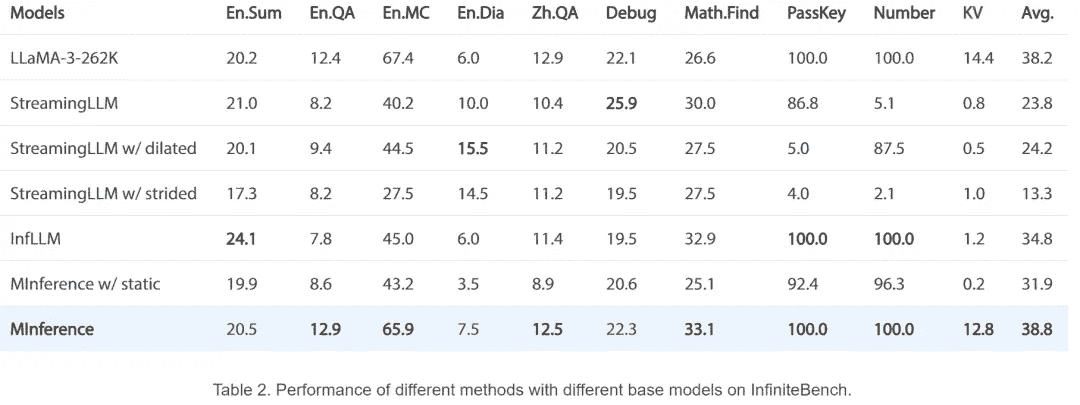 Models En.Sum En.QA En.MC En.Dia Zh.QA Debug Math.Find PassKey Number KV Avg.
LLaMA-3-262K 20.2 12.4 67.4 6.0 12.9 22.1 26.6 100.0 100.0 14.4 38.2
StreamingLLM 21.0 8.2 40.2 10.0 10.4 25.9 30.0 86.8 5.1 0.8 23.8
StreamingLLM w/ dilated 20.1 9.4 44.5 15.5 11.2 20.5 27.5 5.0 87.5 0.5 24.2
StreamingLLM w/ strided 17.3 8.2 27.5 14.5 11.2 19.5 27.5 4.0 2.1 1.0 13.3
InfLLM 24.1 7.8 45.0 6.0 11.4 19.5 32.9 100.0 100.0 1.2 34.8
MInference w/ static 19.9 8.6 43.2 3.5 8.9 20.6 25.1 92.4 96.3 0.2 31.9
MInference 20.5 12.9 65.9 7.5 12.5 22.3 33.1 100.0 100.0 12.8 38.8
Table 2. Performance of different methods with different base models on InfiniteBench.